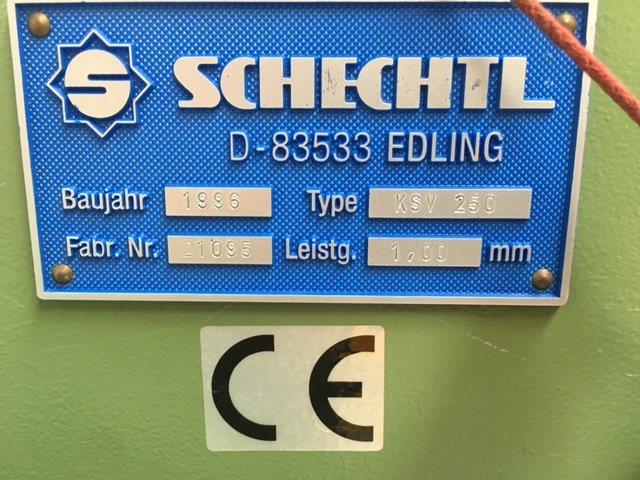 S SCHECHTL
D-83533 EDLING
Baujahr 1996 Type KSV 250
Fabr. Nr. 21095 Leistg. 1,00 mm
CE